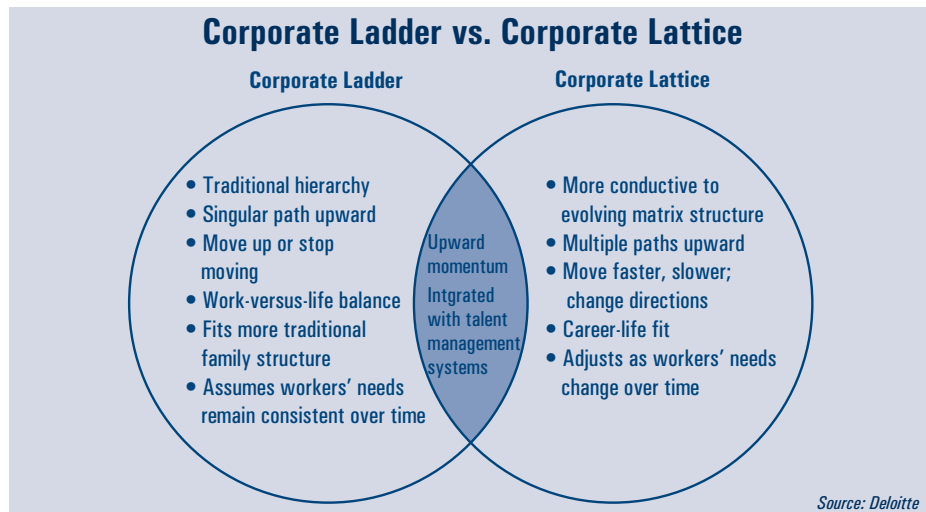 Corporate Ladder vs. Corporate Lattice
Corporate Ladder
• Traditional hierarchy
• Singular path upward
• Move up or stop
moving
• Work-versus-life balance
• Fits more traditional
family structure
• Assumes workers’ needs
remain consistent over time
Upward
momentum
Intgrated
with talent
management
systems
Corporate Lattice
• More conductive to
evolving matrix structure
• Multiple paths upward
• Move faster, slower;
change directions
• Career-life fit
• Adjusts as workers’ needs
change over time
Source: Deloitte